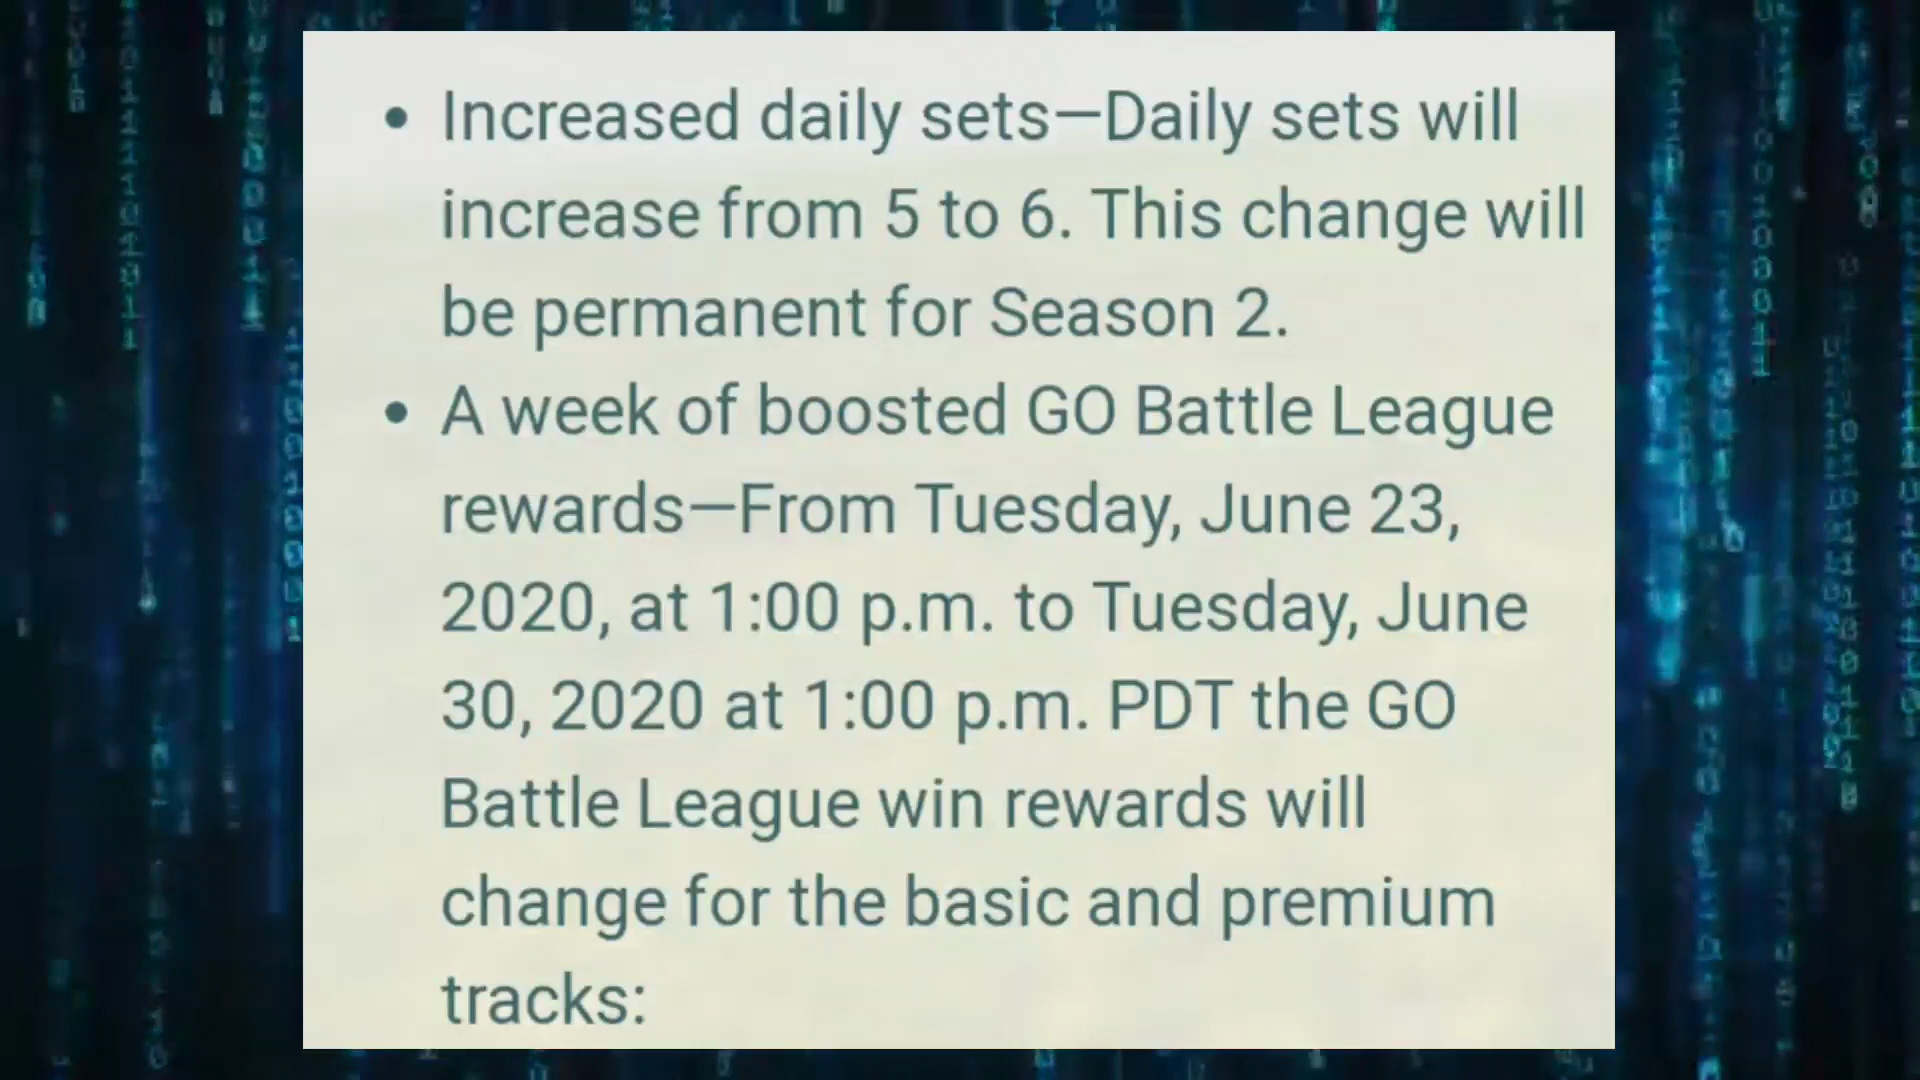 • Increased daily sets—Daily sets will
increase from 5 to 6. This change will
be permanent for Season 2.
• A week of boosted GO Battle League
rewards—From Tuesday, June 23,
2020, at 1:00 p.m. to Tuesday, June
30, 2020 at 1:00 p.m. PDT the GO
Battle League win rewards will
change for the basic and premium
tracks: